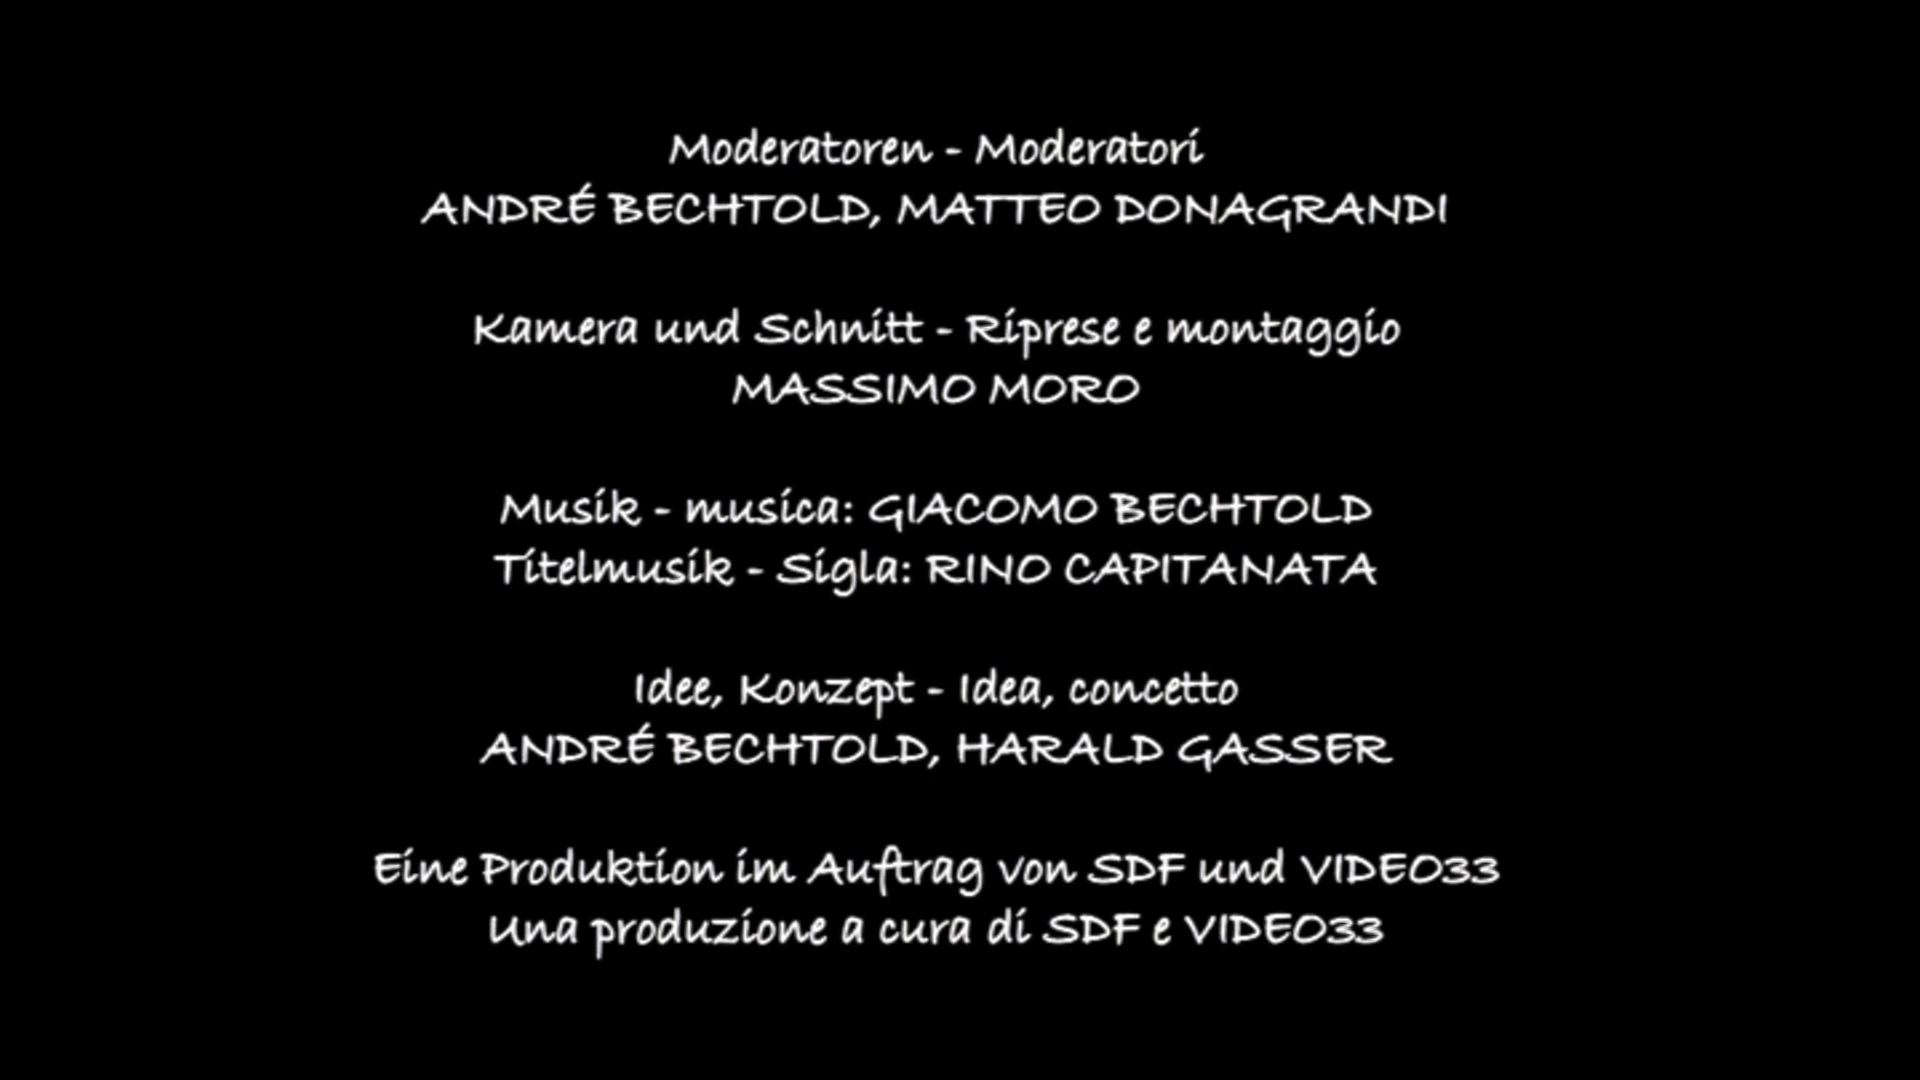 Moderatoren - Moderatori
ANDRÉ BECHTOLD, MATTEO DONAGRANDI
Kamera und Schnitt - Riprese e montaggio
MASSIMO MORO
Musik - musica: GIACOMO BECHTOLD
Titelmusik - Sigla: RINO CAPITANATA
Idee, Konzept - Idea, concetto
ANDRÉ BECHTOLD, HARALD GASSER
Eine Produktion im Auftrag von SDF und VIDEO33
Una produzione a cura di SDF e VIDEO33